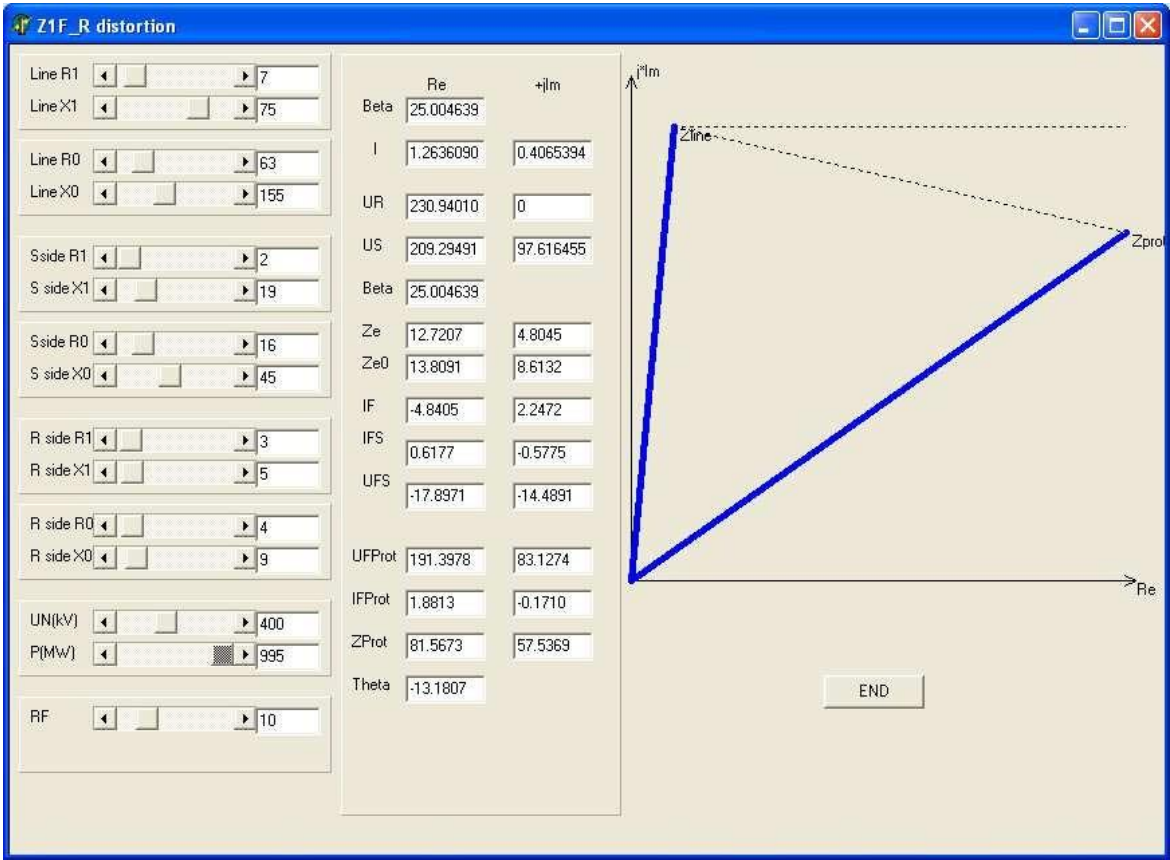 Z1F_R distortion
Line R1 7
Line X1 75
Line R0 63
Line X0 155
Sside R1 2
S side X1 19
Sside R0 16
S side X0 45
R side R1 3
R side X1 5
R side R0 4
R side X0 9
UN(kV) 400
P(MW) 995
RF 10
Re +jIm
Beta 25.004639
I 1.2636090 0.4065394
UR 230.94010 0
US 209.29491 97.616455
Beta 25.004639
Ze 12.7207 4.8045
Ze0 13.8091 8.6132
IF -4.8405 2.2472
IFS 0.6177 -0.5775
UFS -17.8971 -14.4891
UFProt 191.3978 83.1274
IFProt 1.8813 -0.1710
ZProt 81.5673 57.5369
Theta -13.1807
j*Im
Zline
Zprot
Re
END